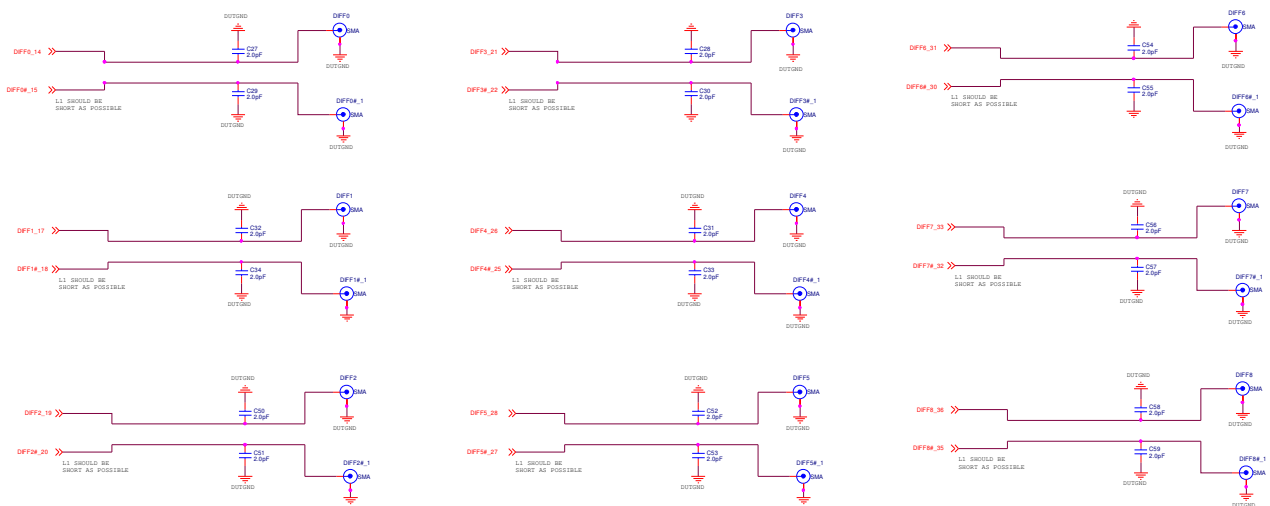 DUTGND
DIFF0
SMA
DIFF0_14
C27
2.0pF
DUTGND
DIFF0#_15
C29
2.0pF
L1 SHOULD BE
SHORT AS POSSIBLE
DIFF0#_1
SMA
DUTGND
DUTGND
DIFF3
SMA
DIFF3_21
C28
2.0pF
DUTGND
DIFF3#_22
C30
2.0pF
L1 SHOULD BE
SHORT AS POSSIBLE
DIFF3#_1
SMA
DUTGND
DIFF6
SMA
DIFF6_31
C54
2.0pF
DUTGND
DIFF6#_30
C55
2.0pF
L1 SHOULD BE
SHORT AS POSSIBLE
DIFF6#_1
SMA
DUTGND
DUTGND
DIFF1
SMA
DIFF1_17
C32
2.0pF
DUTGND
DIFF1#_18
C34
2.0pF
L1 SHOULD BE
SHORT AS POSSIBLE
DIFF1#_1
SMA
DUTGND
DUTGND
DIFF4
SMA
DIFF4_26
C31
2.0pF
DUTGND
DIFF4#_25
C33
2.0pF
L1 SHOULD BE
SHORT AS POSSIBLE
DIFF4#_1
SMA
DUTGND
DUTGND
DIFF7
SMA
DIFF7_33
C56
2.0pF
DUTGND
DIFF7#_32
C57
2.0pF
L1 SHOULD BE
SHORT AS POSSIBLE
DIFF7#_1
SMA
DUTGND
DUTGND
DUTGND
DIFF2
SMA
DIFF2_19
C50
2.0pF
DUTGND
DIFF2#_20
C51
2.0pF
L1 SHOULD BE
SHORT AS POSSIBLE
DIFF2#_1
SMA
DUTGND
DUTGND
DIFF5
SMA
DIFF5_28
C52
2.0pF
DUTGND
DIFF5#_27
C53
2.0pF
L1 SHOULD BE
SHORT AS POSSIBLE
DIFF5#_1
SMA
DUTGND
DUTGND
DIFF8
SMA
DIFF8_36
C58
2.0pF
DUTGND
DIFF8#_35
C59
2.0pF
L1 SHOULD BE
SHORT AS POSSIBLE
DIFF8#_1
SMA
DUTGND
DUTGND